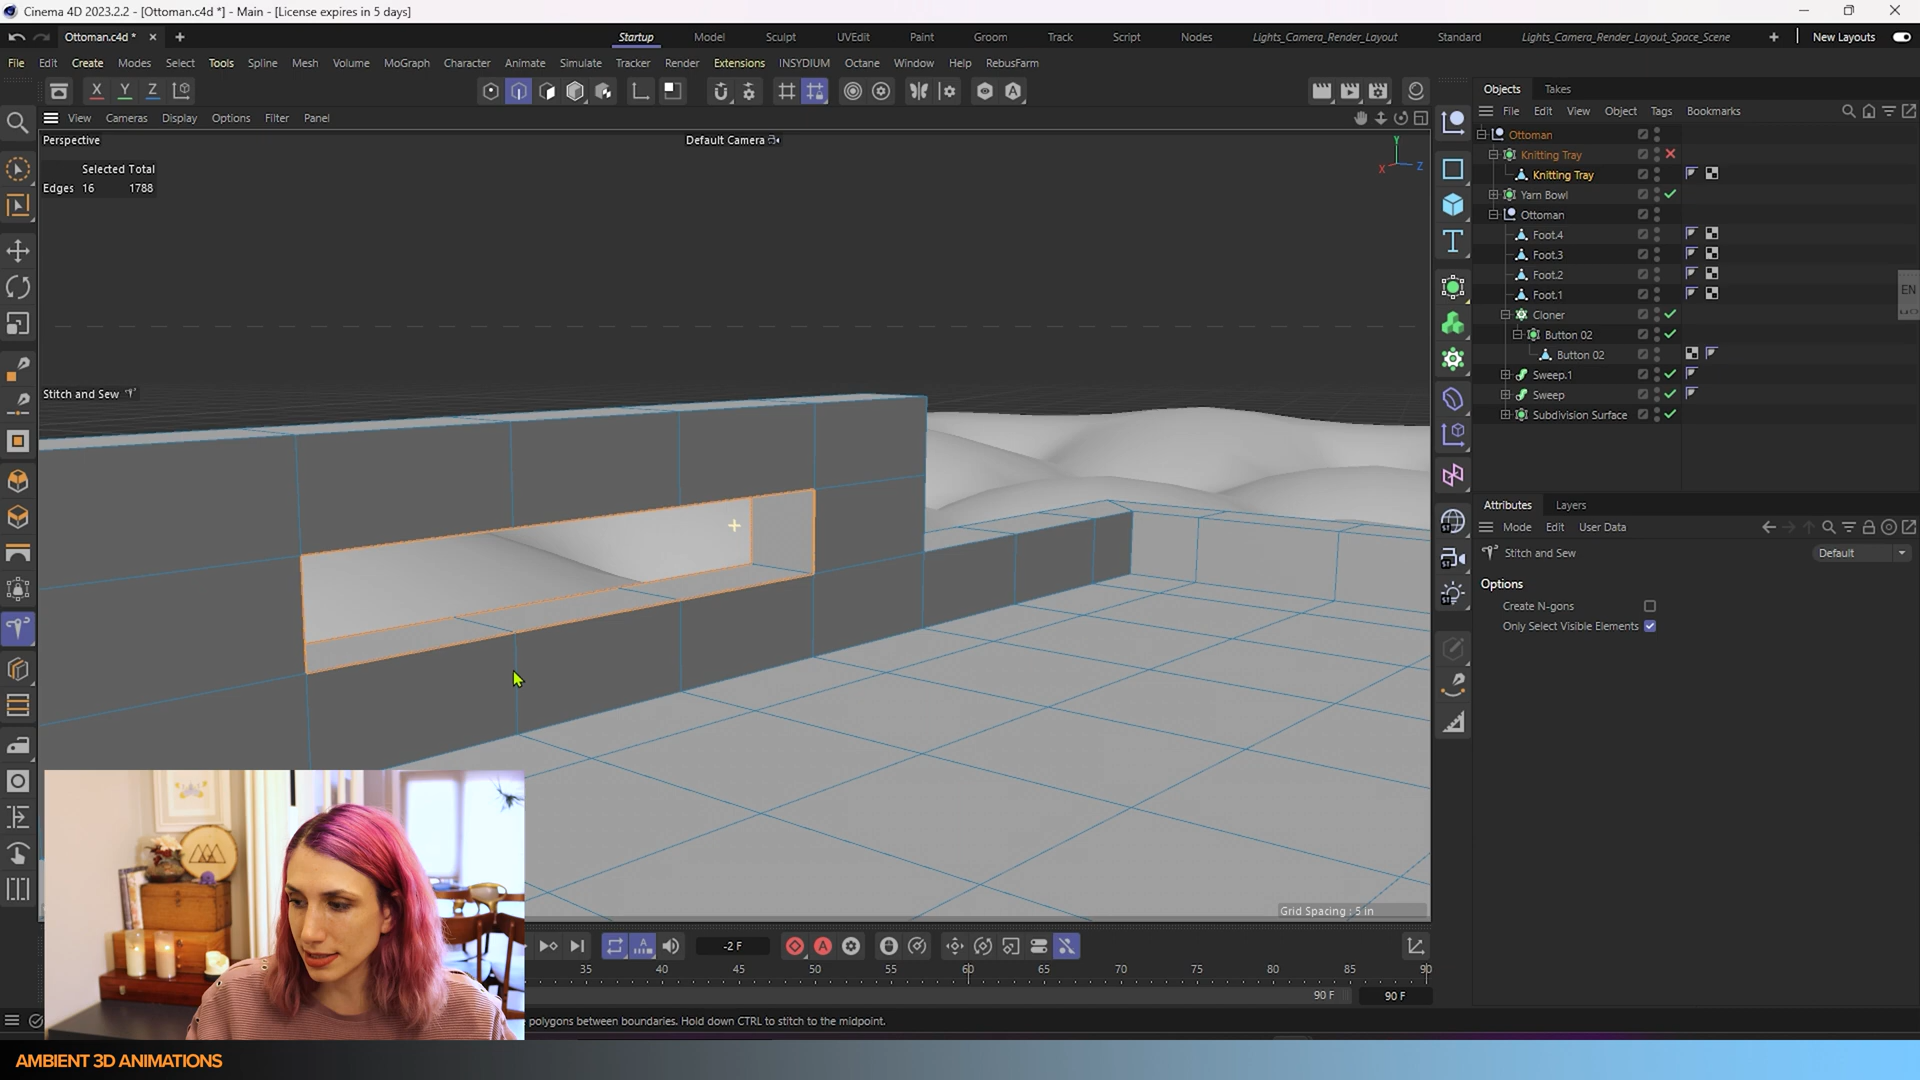 Cinema 4D 2023.2.2 - [Ottoman.c4d *] - Main - [License expires in 5 days]
Ottoman.c4d *
Startup Model Sculpt UVEdit Paint Groom Track Script Nodes Lights_Camera_Render_Layout Standard Lights_Camera_Render_Layout_Space_Scene New Layouts
File Edit Create Modes Select Tools Spline Mesh Volume MoGraph Character Animate Simulate Tracker Render Extensions INSYDIUM Octane Window Help RebusFarm
X Y Z
View Cameras Display Options Filter Panel
Perspective
Default Camera
Selected Total
Edges 16 1788
Y
X
Z
Stitch and Sew
Grid Spacing : 5 in
-2 F
35 40 45 50 55 60 65 70 75 80 85 90
90 F
90 F
polygons between boundaries. Hold down CTRL to stitch to the midpoint.
Objects Takes
File Edit View Object Tags Bookmarks
Ottoman
Knitting Tray
Knitting Tray
Yarn Bowl
Ottoman
Foot.4
Foot.3
Foot.2
Foot.1
Cloner
Button 02
Button 02
Sweep.1
Sweep
Subdivision Surface
EN
Attributes Layers
Mode Edit User Data
Stitch and Sew
Default
Options
Create N-gons
Only Select Visible Elements
AMBIENT 3D ANIMATIONS